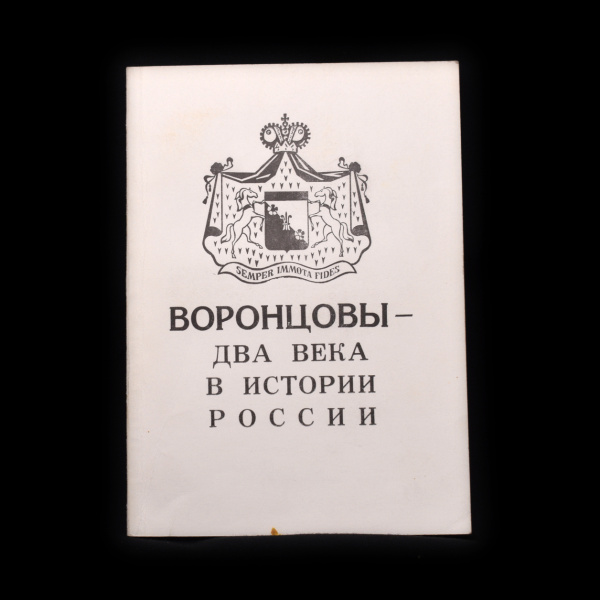 SEMPER IMMOTA FIDES
ВОРОНЦОВЫ –
ДВА ВЕКА
В ИСТОРИИ
РОССИИ